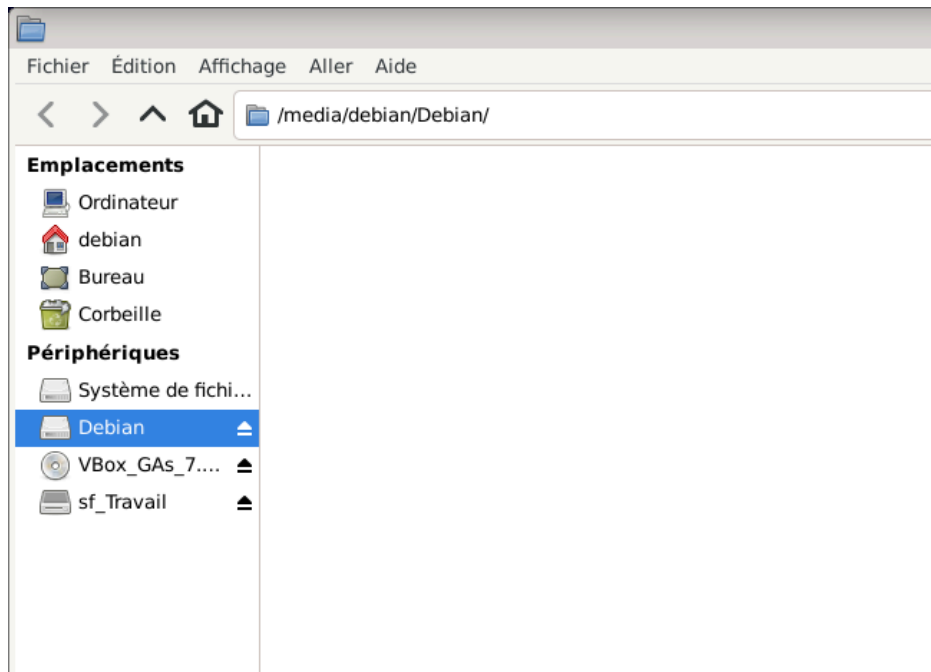 Fichier Édition Affichage Aller Aide
/media/debian/Debian/
Emplacements
Ordinateur
debian
Bureau
Corbeille
Périphériques
Système de fichi...
Debian
VBox_GAs_7....
sf_Travail